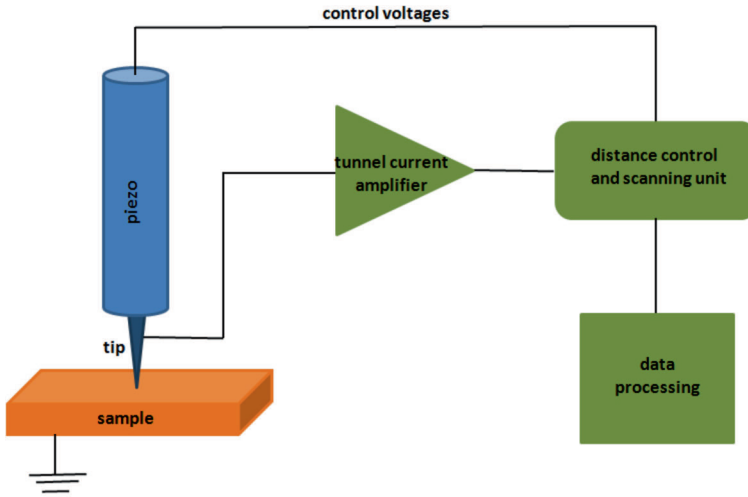 control voltages
piezo
tunnel current
amplifier
distance control
and scanning unit
tip
sample
data
processing